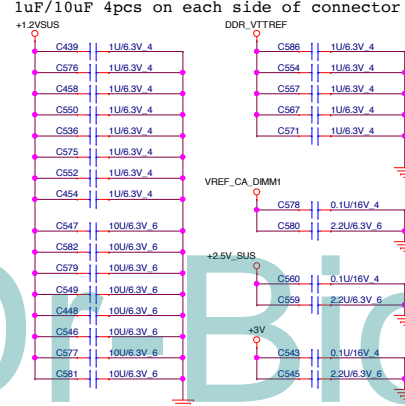 1uF/10uF 4pcs on each side of connector
+1.2VSUS
C439 1U/6.3V_4
C576 1U/6.3V_4
C458 1U/6.3V_4
C550 1U/6.3V_4
C536 1U/6.3V_4
C575 1U/6.3V_4
C552 1U/6.3V_4
C454 1U/6.3V_4
C547 10U/6.3V_6
C582 10U/6.3V_6
C579 10U/6.3V_6
C549 10U/6.3V_6
C448 10U/6.3V_6
C546 10U/6.3V_6
C577 10U/6.3V_6
C581 10U/6.3V_6
DDR_VTTREF
C586 1U/6.3V_4
C554 1U/6.3V_4
C557 1U/6.3V_4
C567 1U/6.3V_4
C571 1U/6.3V_4
VREF_CA_DIMM1
C578 0.1U/16V_4
C580 2.2U/6.3V_6
+2.5V_SUS
C560 0.1U/16V_4
C559 2.2U/6.3V_6
+3V
C543 0.1U/16V_4
C545 2.2U/6.3V_6
Dr-Bio